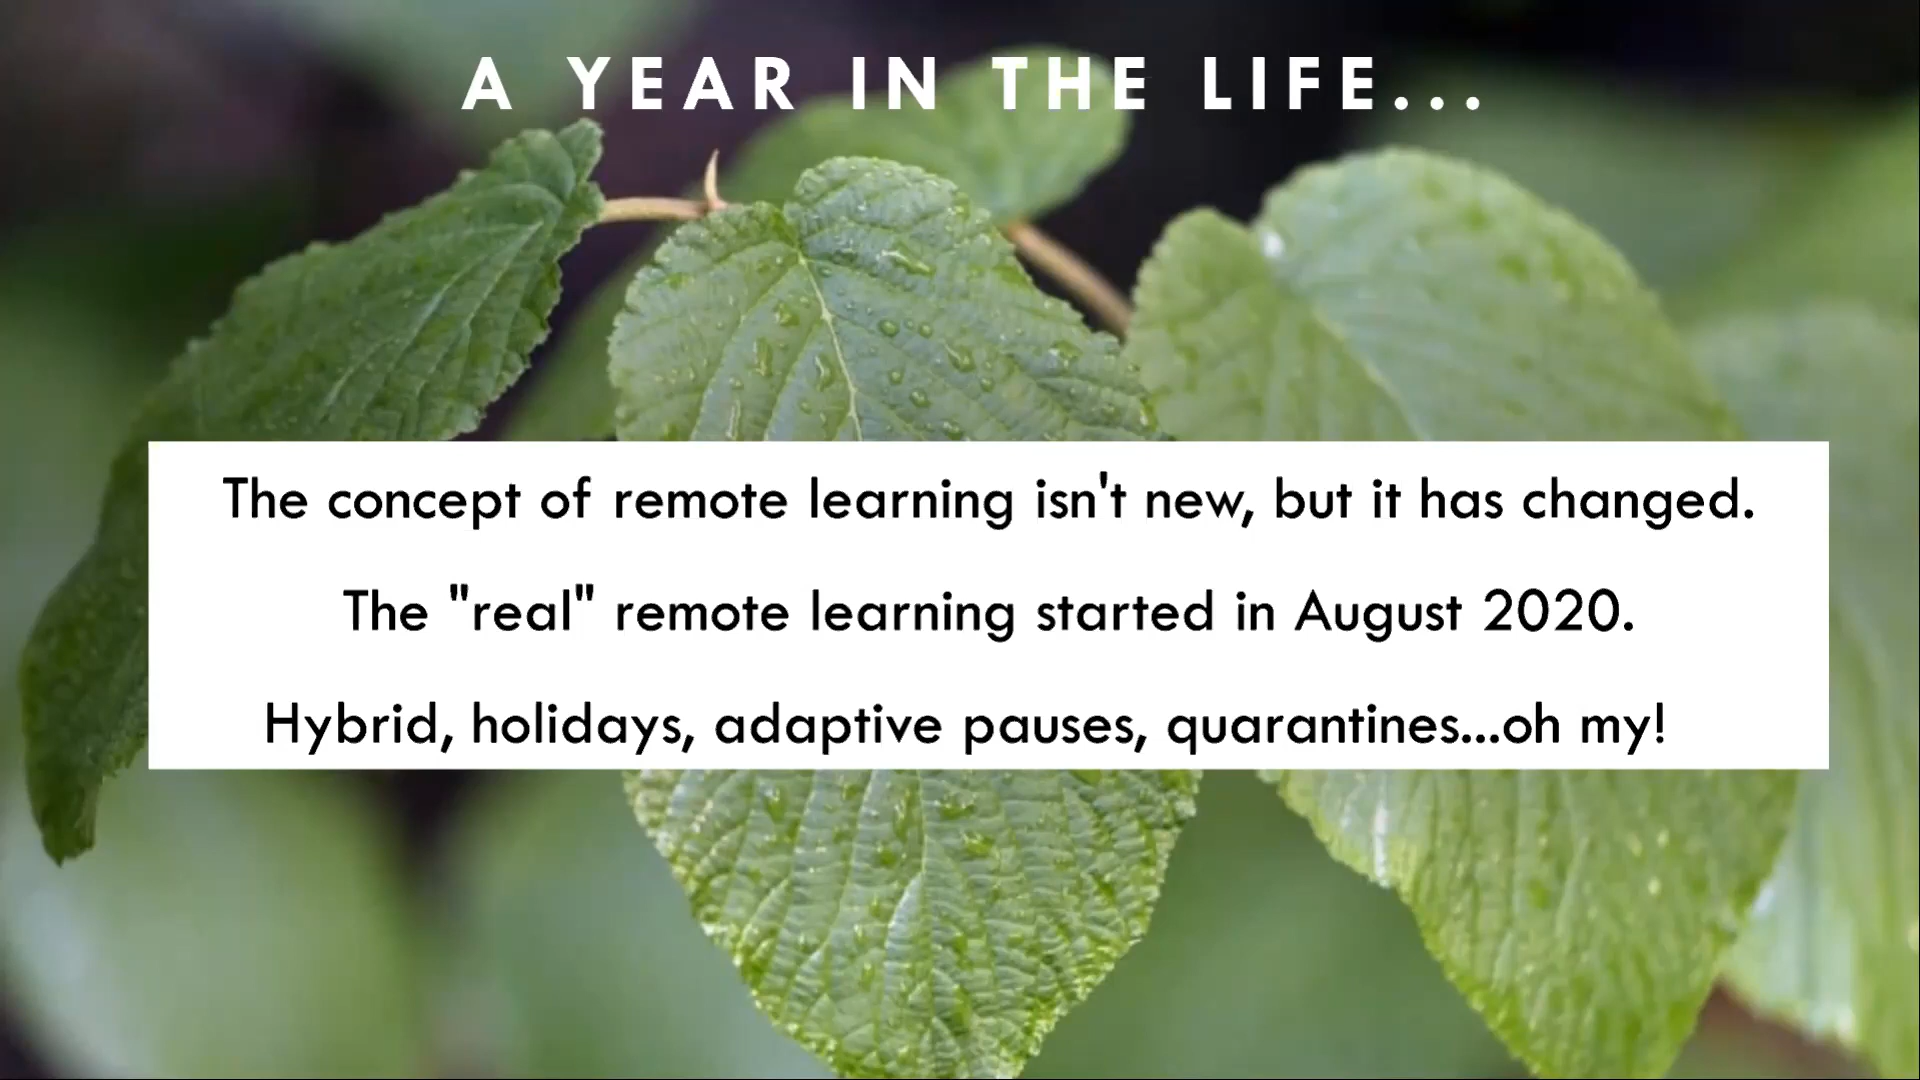 A YEAR IN THE LIFE...
The concept of remote learning isn't new, but it has changed.
The "real" remote learning started in August 2020.
Hybrid, holidays, adaptive pauses, quarantines...oh my!